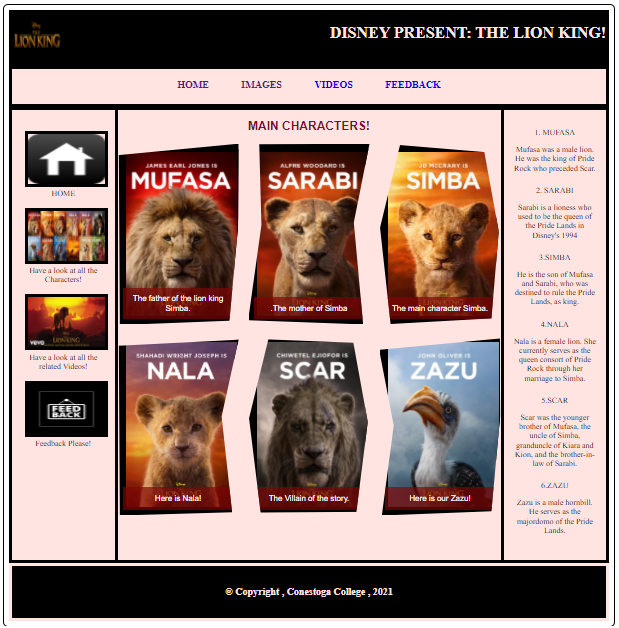 Disney
THE
LION KING
DISNEY PRESENT: THE LION KING!
HOME IMAGES VIDEOS FEEDBACK
HOME
Have a look at all the
Characters!
vevo
Have a look at all the
related Videos!
FEED
BACK
Feedback Please!
MAIN CHARACTERS!
JAMES EARL JONES IS
MUFASA
The father of the lion king
Simba.
ALFRE WOODARD IS
SARABI
.The mother of Simba
JD MCCRARY IS
SIMBA
The main character Simba.
SHAHADI WRIGHT JOSEPH IS
NALA
Here is Nala!
CHIWETEL EJIOFOR IS
SCAR
The Villain of the story.
JOHN OLIVER IS
ZAZU
Here is our Zazu!
1. MUFASA
Mufasa was a male lion.
He was the king of Pride
Rock who preceded Scar.
2. SARABI
Sarabi is a lioness who
used to be the queen of
the Pride Lands in
Disney's 1994
3.SIMBA
He is the son of Mufasa
and Sarabi, who was
destined to rule the Pride
Lands, as king.
4.NALA
Nala is a female lion. She
currently serves as the
queen consort of Pride
Rock through her
marriage to Simba.
5.SCAR
Scar was the younger
brother of Mufasa, the
uncle of Simba,
granduncle of Kiara and
Kion, and the brother-in-
law of Sarabi.
6.ZAZU
Zazu is a male hornbill.
He serves as the
majordomo of the Pride
Lands.
© Copyright , Conestoga College , 2021